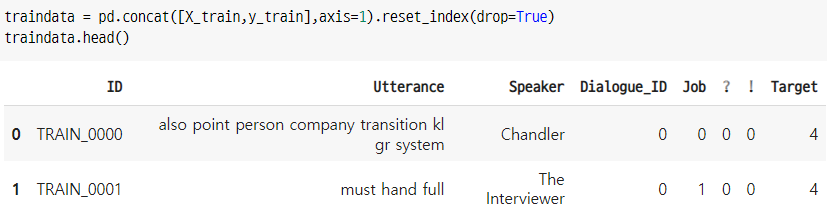 traindata = pd.concat([X_train,y_train],axis=1).reset_index(drop=True)
traindata.head()
ID Utterance Speaker Dialogue_ID Job ? ! Target
0 TRAIN_0000 also point person company transition kl gr system Chandler 0 0 0 0 4
1 TRAIN_0001 must hand full The Interviewer 0 1 0 0 4